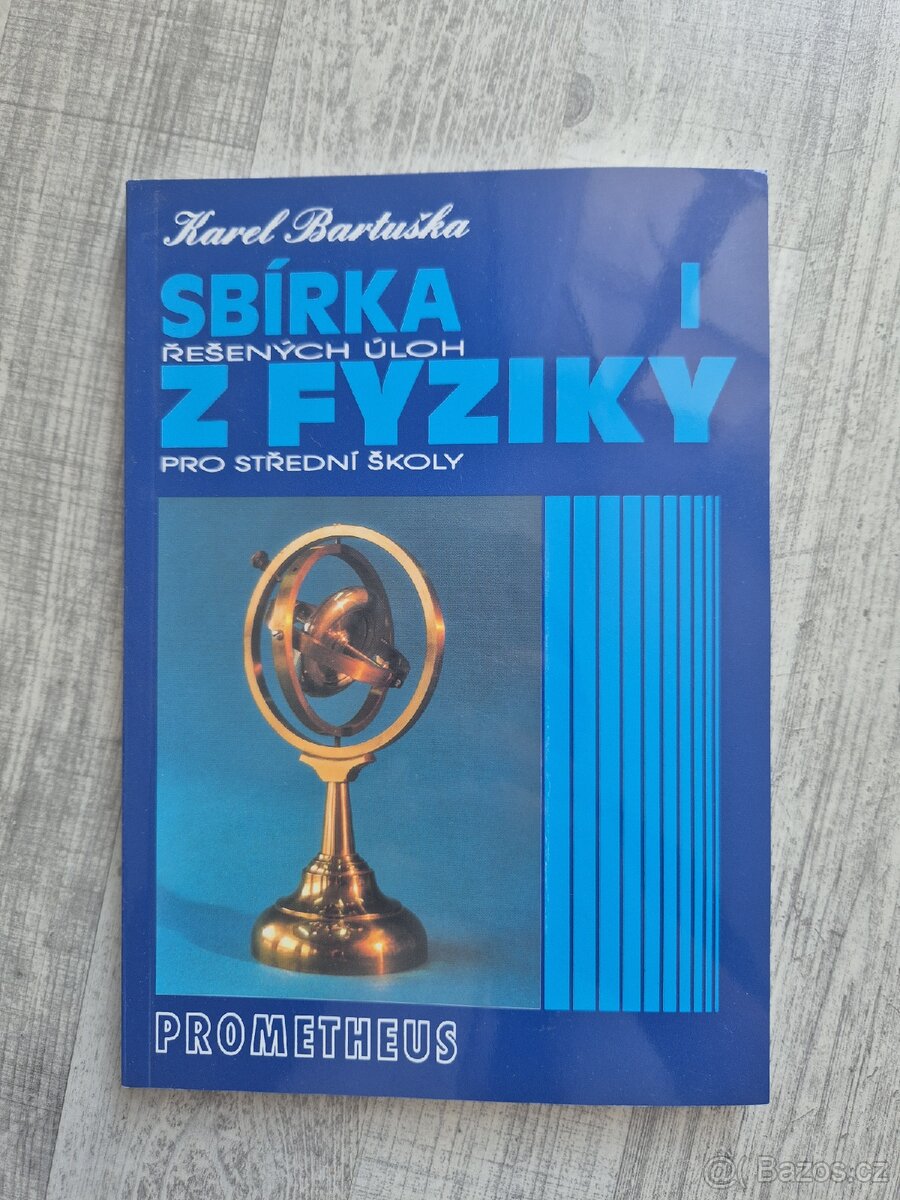 Karel Bartuška
SBÍRKA I
ŘEŠENÝCH ÚLOH
Z FYZIKY
PRO STŘEDNÍ ŠKOLY
PROMETHEUS
Bazos.cz